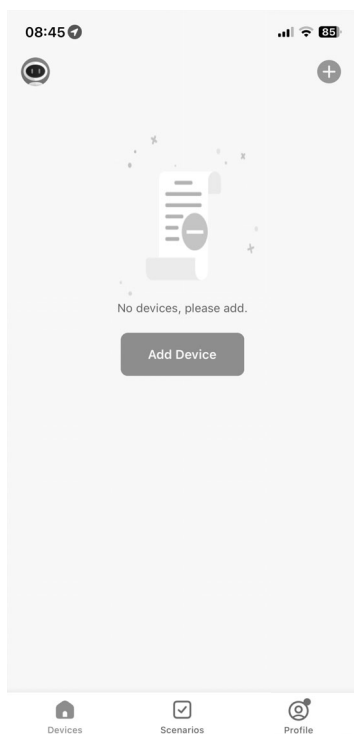 08:45
85
No devices, please add.
Add Device
Devices
Scenarios
Profile